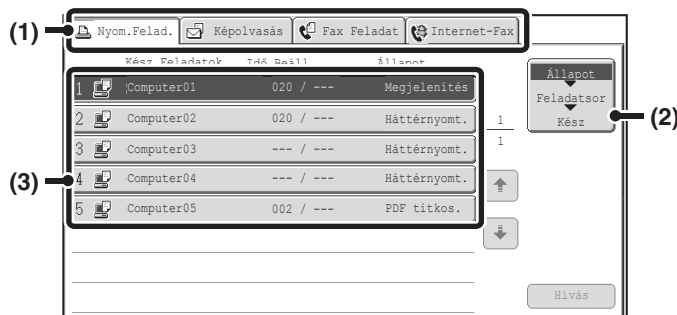 (1) Nyom.Felad. Képolvasás Fax Feladat Internet-Fax
Kész Feladatok Idő Beáll Állapot
1 Computer01 020 / --- Megjelenítés
2 Computer02 020 / --- Háttérnyomt.
3 Computer03 --- / --- Háttérnyomt.
(3) 4 Computer04 --- / --- Háttérnyomt.
5 Computer05 002 / --- PDF titkos.
1
1
Állapot
Feladatsor
Kész
(2)
Hívás